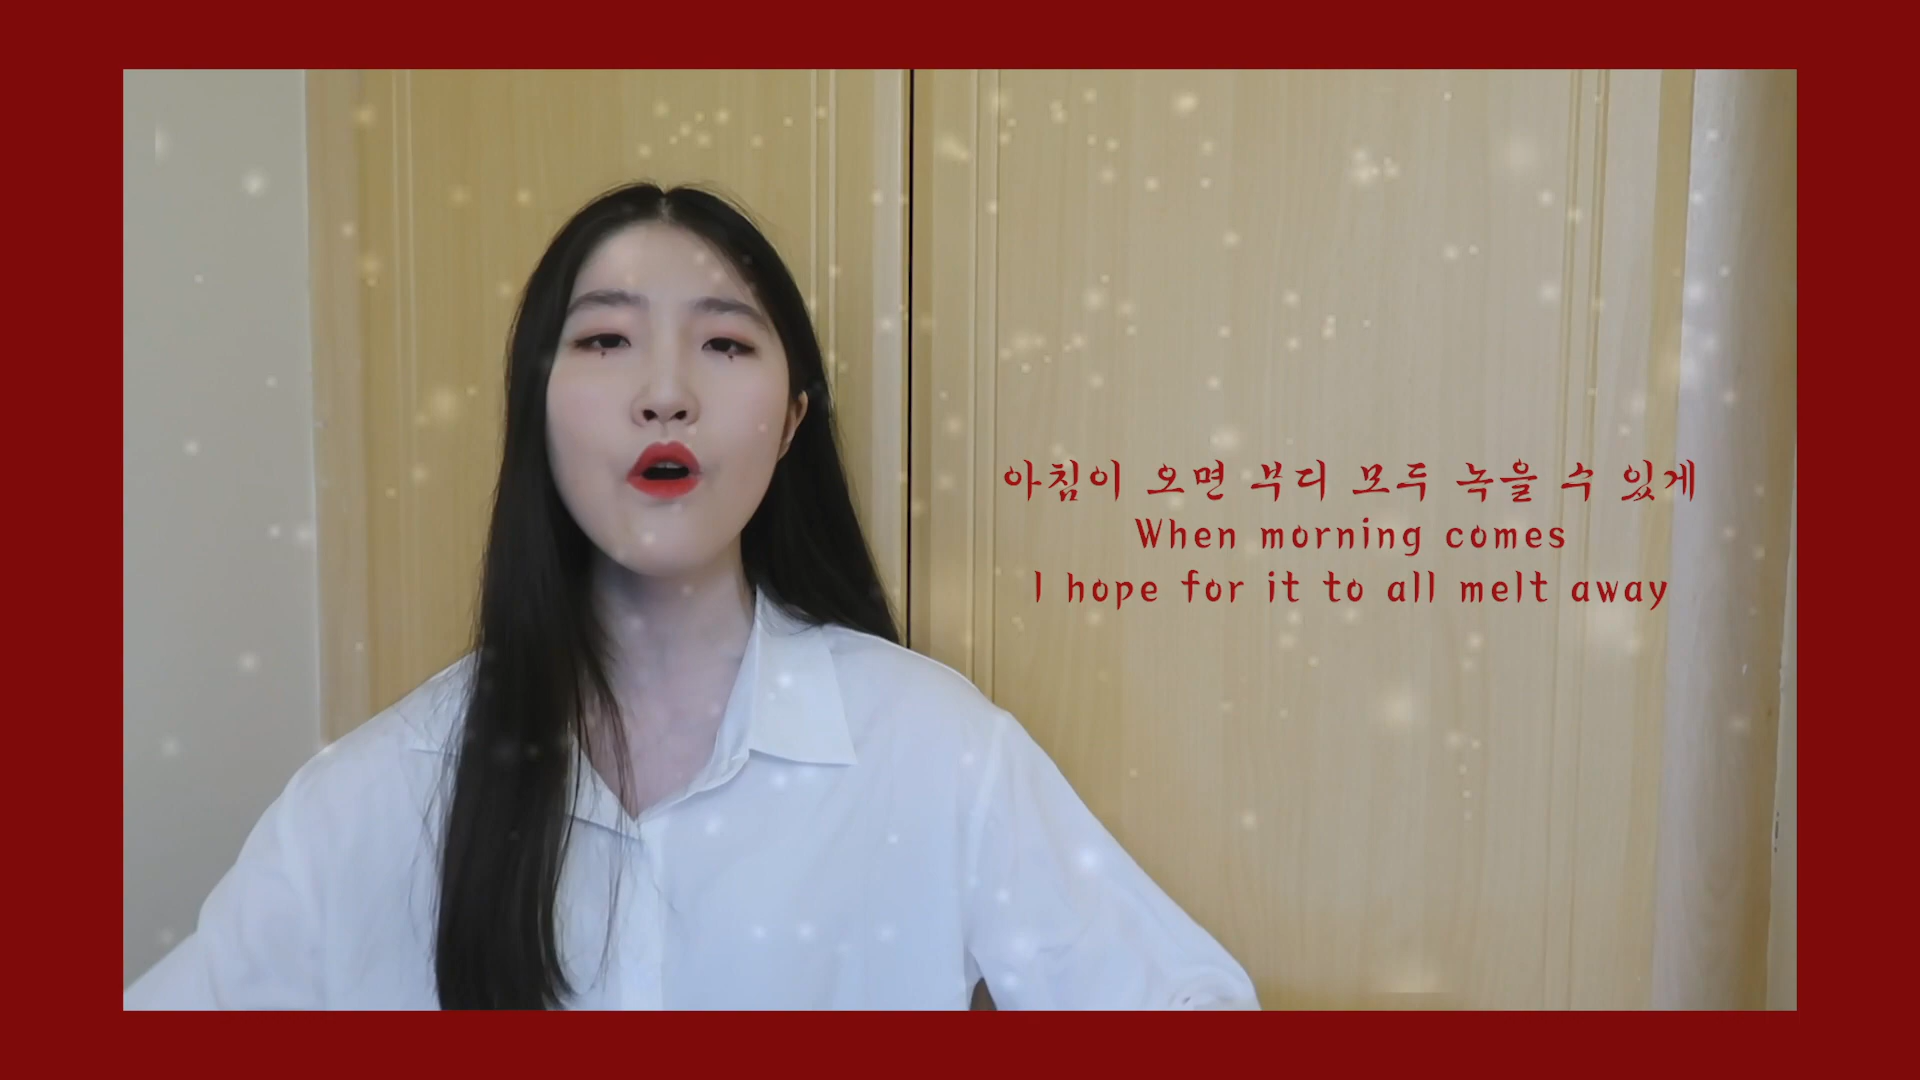 아침이 오면 부디 모두 녹을 수 있게
When morning comes
I hope for it to all melt away